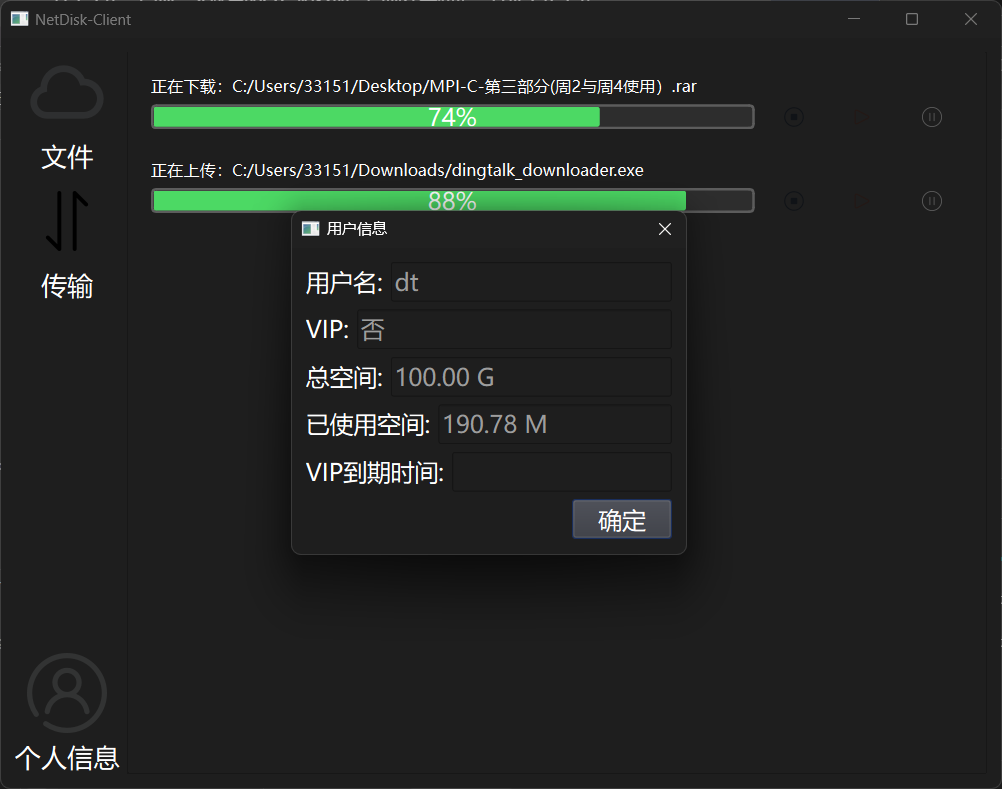 NetDisk-Client
文件
传输
个人信息
正在下载：C:/Users/33151/Desktop/MPI-C-第三部分(周2与周4使用）.rar
74%
正在上传：C:/Users/33151/Downloads/dingtalk_downloader.exe
88%
用户信息
用户名: dt
VIP: 否
总空间: 100.00 G
已使用空间: 190.78 M
VIP到期时间:
确定